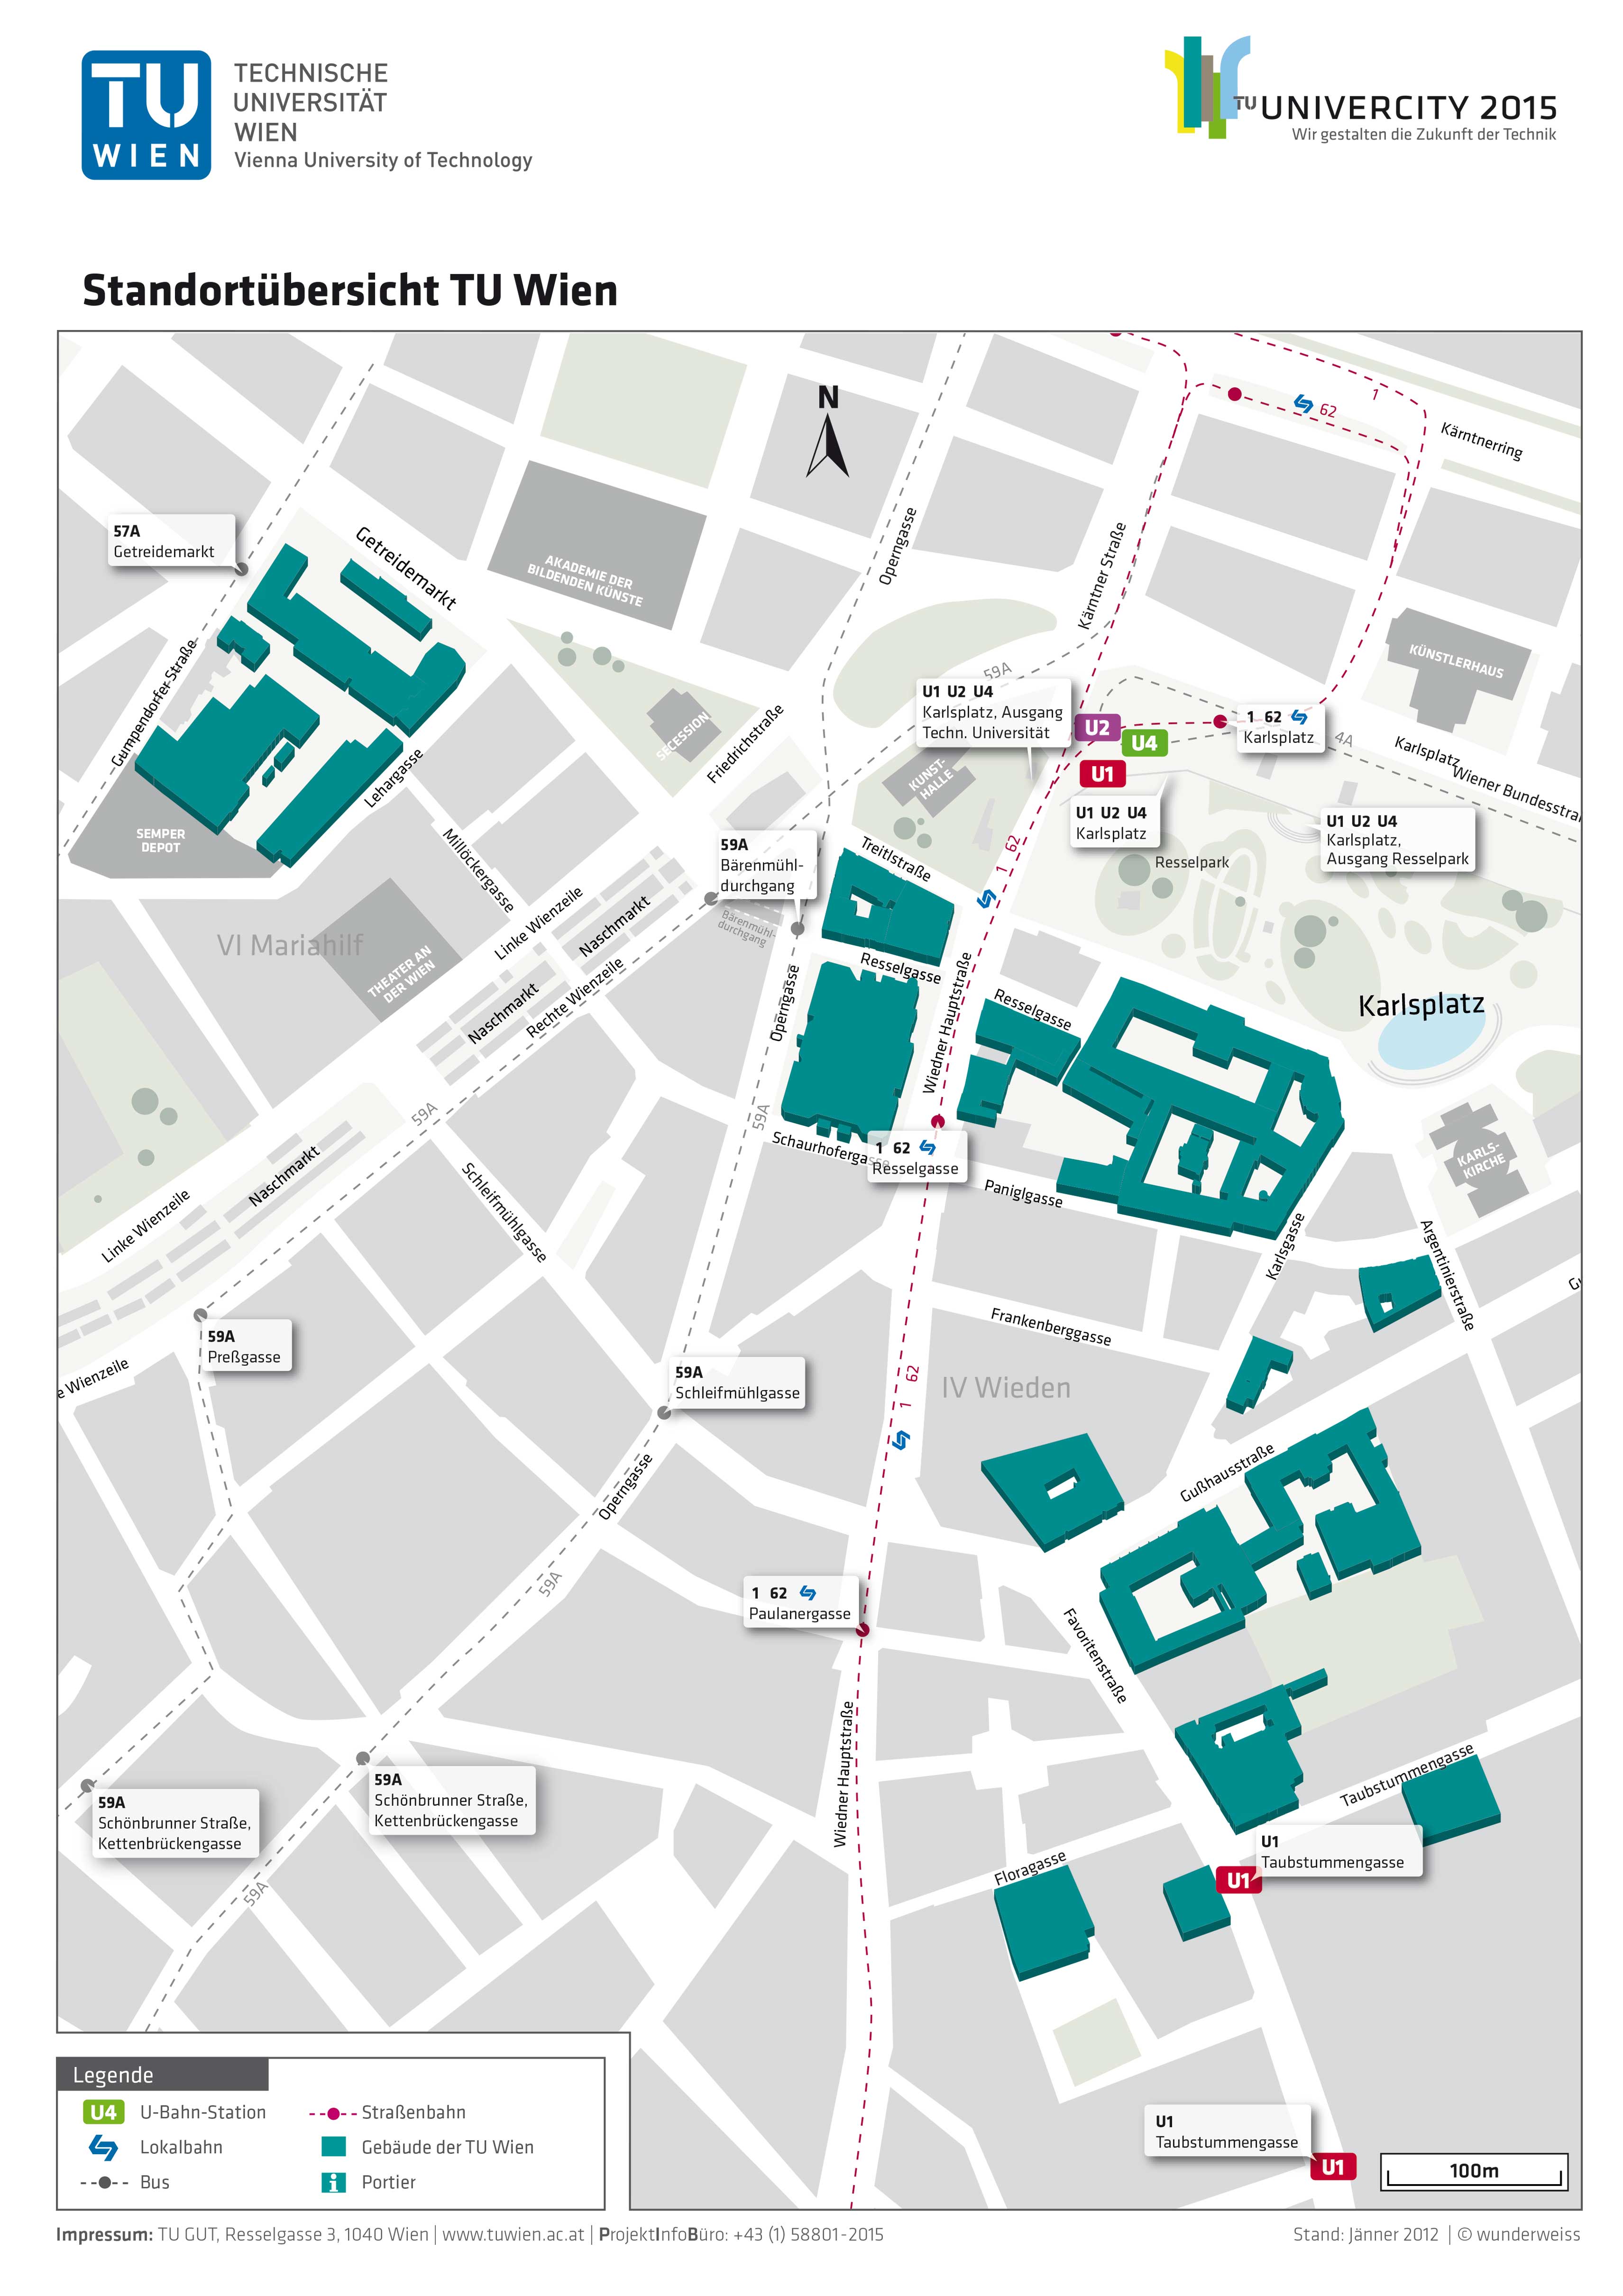 TU
WIEN
TECHNISCHE
UNIVERSITÄT
WIEN
Vienna University of Technology
TU UNIVERCITY 2015
Wir gestalten die Zukunft der Technik
Standortübersicht TU Wien
N
1
62
Kärntnerring
57A
Getreidemarkt
Getreidemarkt
AKADEMIE DER
BILDENDEN KÜNSTE
Operngasse
Kärntner Straße
KÜNSTLERHAUS
Gumpendorfer-Straße
59A
U1 U2 U4
Karlsplatz, Ausgang
Techn. Universität
U2
U4
U1
1 62
Karlsplatz
4A
Karlsplatz
Wiener Bundesstra
SECESSION
Friedrichstraße
KUNST-
HALLE
Lehargasse
U1 U2 U4
Karlsplatz
U1 U2 U4
Karlsplatz,
Ausgang Resselpark
SEMPER
DEPOT
Millöckergasse
59A
Bärenmühl-
durchgang
Treitlstraße
1 62
Resselpark
Bärenmühl-
durchgang
Linke Wienzeile
Naschmarkt
VI Mariahilf
THEATER AN
DER WIEN
Naschmarkt
Rechte Wienzeile
Operngasse
Resselgasse
Wiedner Hauptstraße
Resselgasse
Karlsplatz
59A
59A
Schaurhofergasse
1 62
Resselgasse
KARLS-
KIRCHE
Naschmarkt
Linke Wienzeile
Schleifmühlgasse
Paniglgasse
Karlsgasse
Argentinierstraße
Gu
59A
Preßgasse
e Wienzeile
Frankenberggasse
59A
Schleifmühlgasse
1 62
IV Wieden
Gußhausstraße
Operngasse
59A
1 62
Paulanergasse
Favoritenstraße
Wiedner Hauptstraße
59A
Schönbrunner Straße,
Kettenbrückengasse
59A
Schönbrunner Straße,
Kettenbrückengasse
Taubstummengasse
U1
Taubstummengasse
U1
Floragasse
59A
U1
Taubstummengasse
U1
100m
Legende
U4 U-Bahn-Station
Straßenbahn
Lokalbahn
Gebäude der TU Wien
Bus
i Portier
Impressum: TU GUT, Resselgasse 3, 1040 Wien | www.tuwien.ac.at | ProjektInfoBüro: +43 (1) 58801-2015
Stand: Jänner 2012 | © wunderweiss